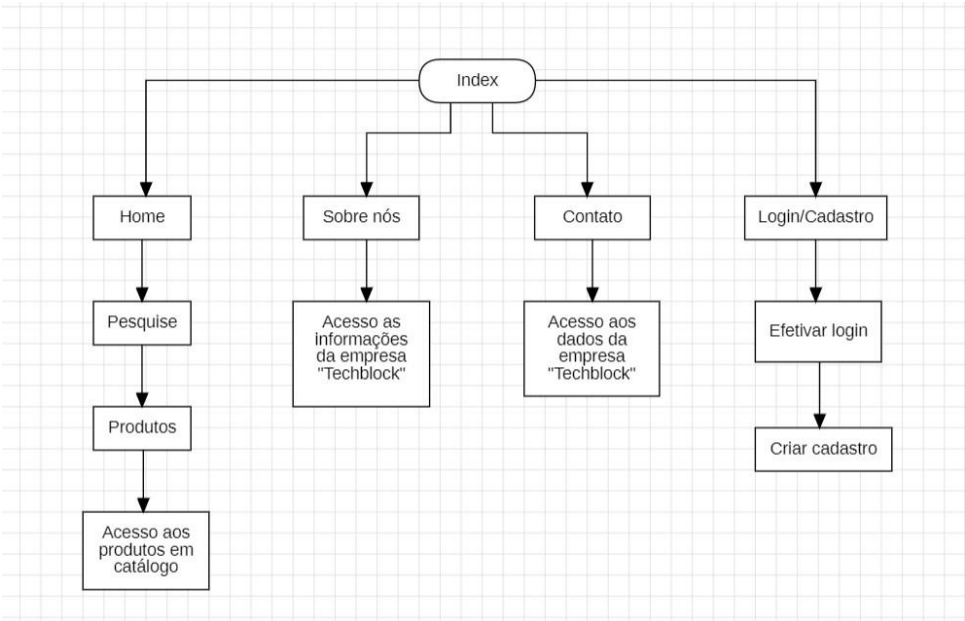 Index
Home
Sobre nós
Contato
Login/Cadastro
Pesquise
Acesso as
informações
da empresa
"Techblock"
Acesso aos
dados da
empresa
"Techblock"
Efetivar login
Produtos
Criar cadastro
Acesso aos
produtos em
catálogo